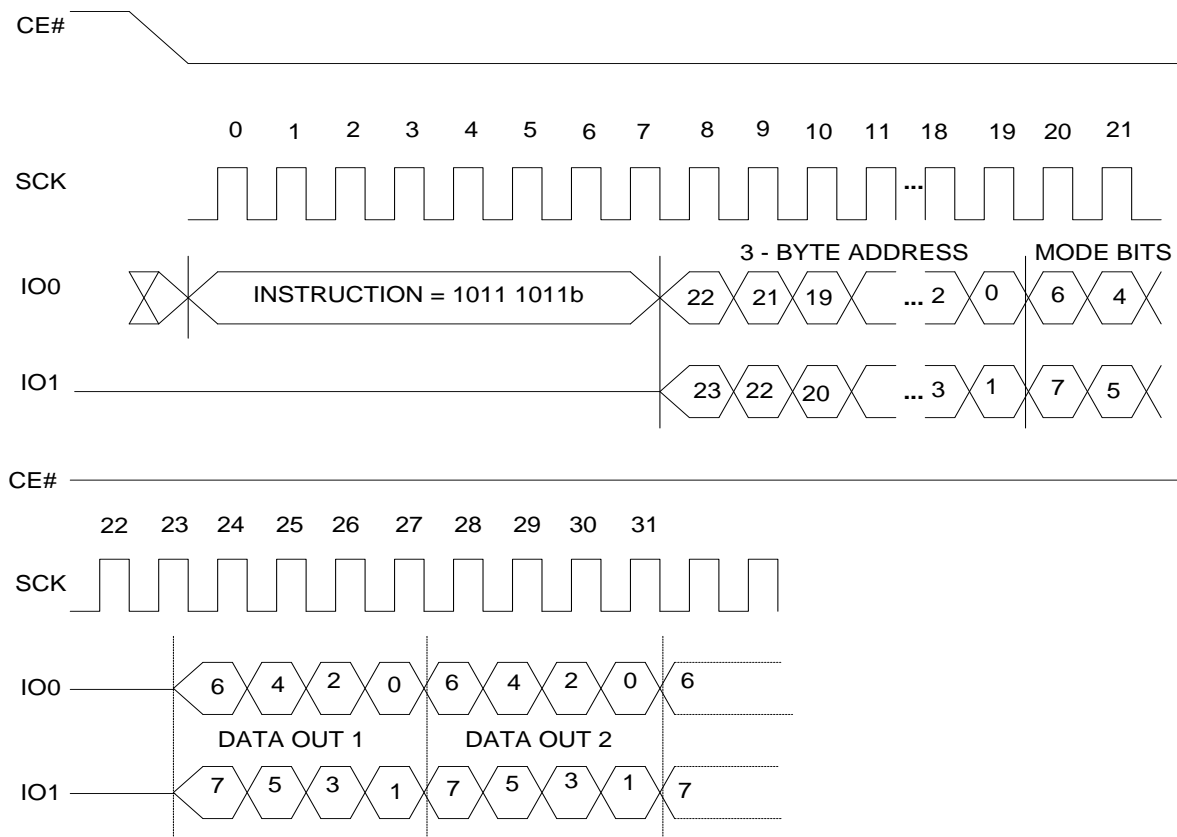 CE#
0 1 2 3 4 5 6 7 8 9 10 11 18 19 20 21
SCK ...
3 - BYTE ADDRESS MODE BITS
IO0 INSTRUCTION = 1011 1011b 22 21 19 ... 2 0 6 4
IO1 23 22 20 ... 3 1 7 5
CE#
22 23 24 25 26 27 28 29 30 31
SCK
IO0 6 4 2 0 6 4 2 0 6
DATA OUT 1 DATA OUT 2
IO1 7 5 3 1 7 5 3 1 7